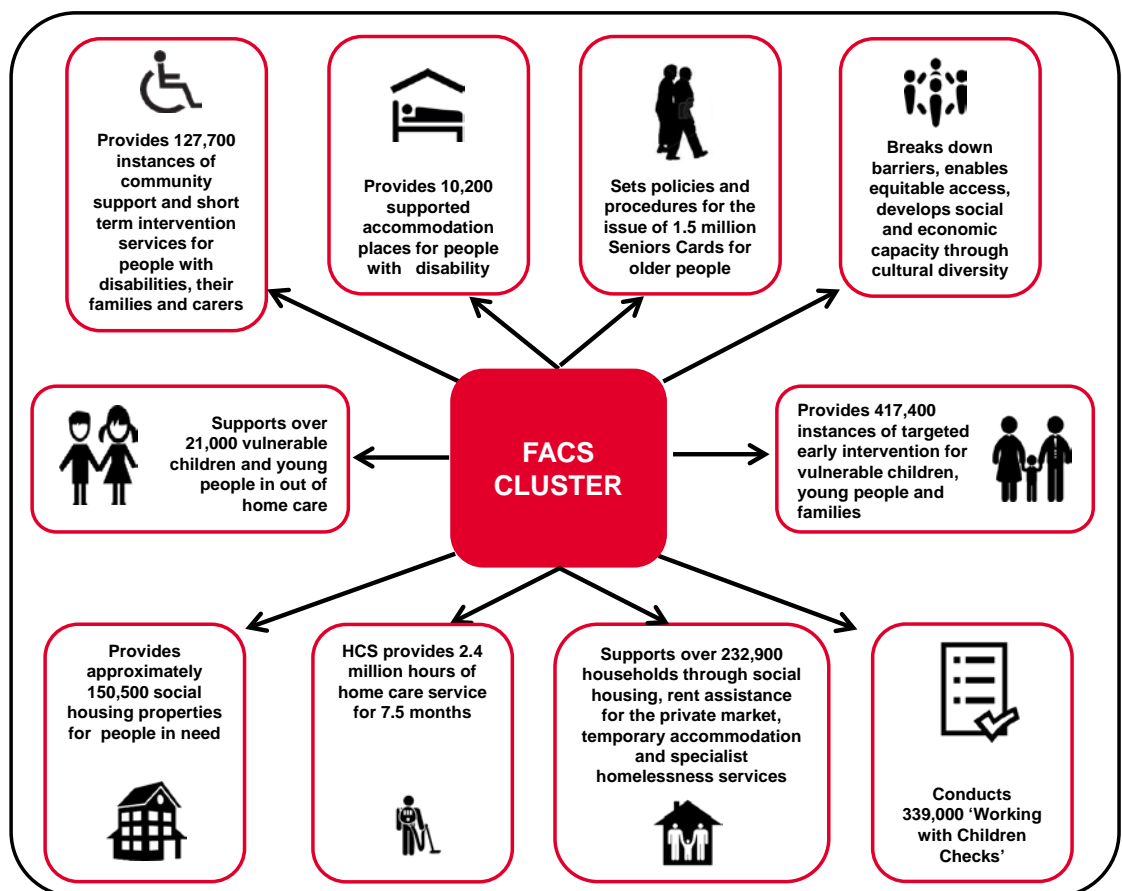 Provides 127,700
instances of
community
support and short
term intervention
services for
people with
disabilities, their
families and carers
Provides 10,200
supported
accommodation
places for people
with disability
Sets policies and
procedures for the
issue of 1.5 million
Seniors Cards for
older people
Breaks down
barriers, enables
equitable access,
develops social
and economic
capacity through
cultural diversity
Supports over
21,000 vulnerable
children and young
people in out of
home care
FACS
CLUSTER
Provides 417,400
instances of targeted
early intervention for
vulnerable children,
young people and
families
Provides
approximately
150,500 social
housing properties
for people in need
HCS provides 2.4
million hours of
home care service
for 7.5 months
Supports over 232,900
households through social
housing, rent assistance
for the private market,
temporary accommodation
and specialist
homelessness services
Conducts
339,000 ‘Working
with Children
Checks’